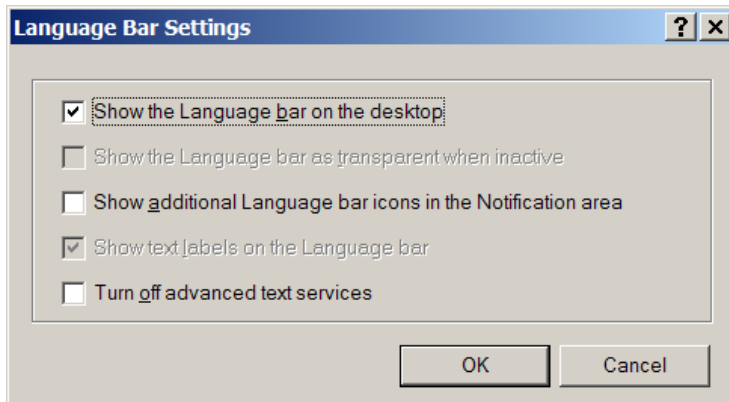 Language Bar Settings
Show the Language bar on the desktop
Show the Language bar as transparent when inactive
Show additional Language bar icons in the Notification area
Show text labels on the Language bar
Turn off advanced text services
OK Cancel